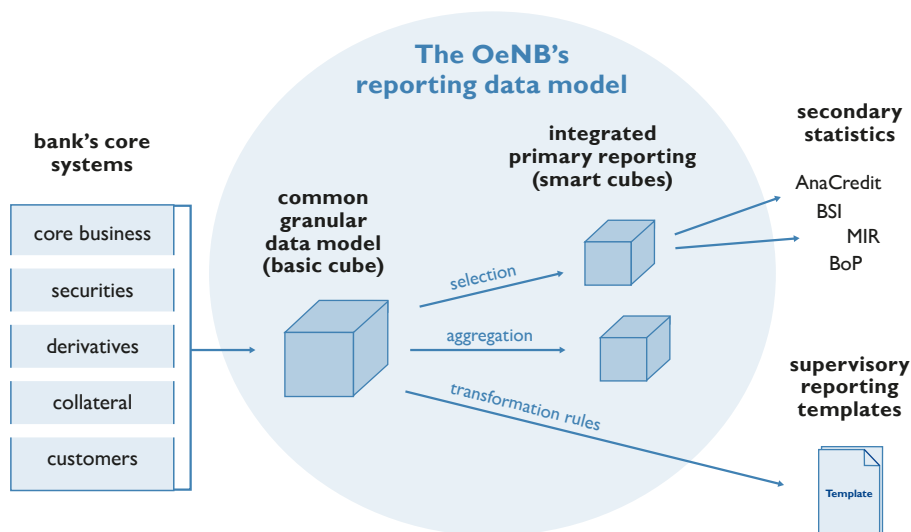 The OeNB's
reporting data model
bank's core
systems
core business
securities
derivatives
collateral
customers
common
granular
data model
(basic cube)
selection
aggregation
transformation rules
integrated
primary reporting
(smart cubes)
secondary
statistics
AnaCredit
BSI
MIR
BoP
supervisory
reporting
templates
Template